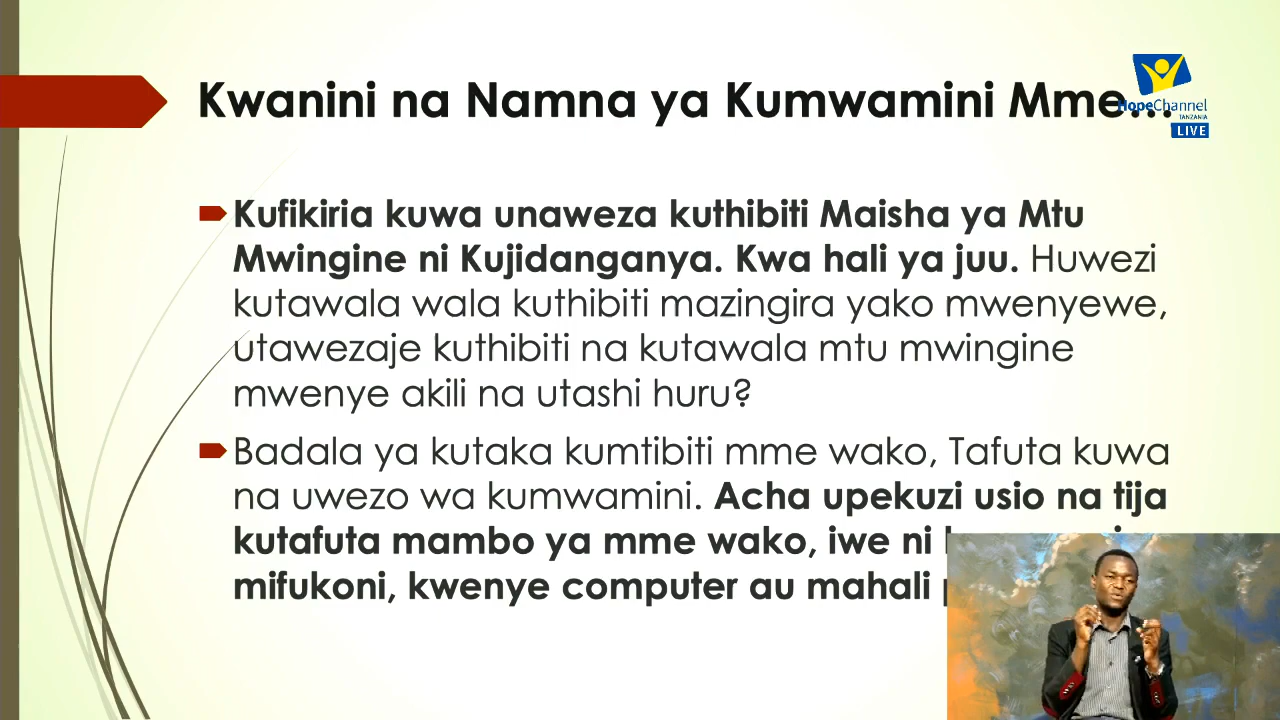 Kwanini na Namna ya Kumwamini Mme...
HopeChannel
TANZANIA
LIVE
Kufikiria kuwa unaweza kuthibiti Maisha ya Mtu
Mwingine ni Kujidanganya. Kwa hali ya juu. Huwezi
kutawala wala kuthibiti mazingira yako mwenyewe,
utawezaje kuthibiti na kutawala mtu mwingine
mwenye akili na utashi huru?
Badala ya kutaka kumtibiti mme wako, Tafuta kuwa
na uwezo wa kumwamini. Acha upekuzi usio na tija
kutafuta mambo ya mme wako, iwe ni
mifukoni, kwenye computer au mahali